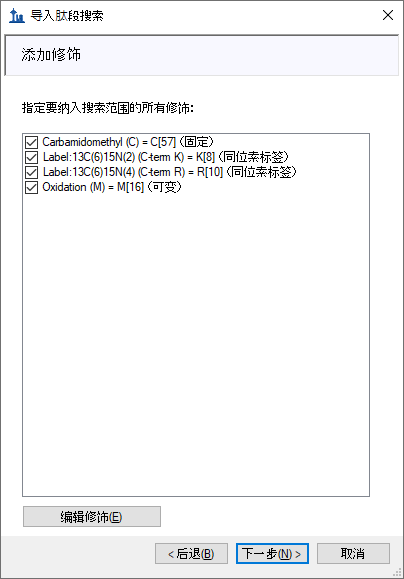 导入肽段搜索
添加修饰
指定要纳入搜索范围的所有修饰:
Carbamidomethyl (C) = C[57] (固定)
Label:13C(6)15N(2) (C-term K) = K[8] (同位素标签)
Label:13C(6)15N(4) (C-term R) = R[10] (同位素标签)
Oxidation (M) = M[16] (可变)
编辑修饰(E)
< 后退(B) 下一步(N) > 取消